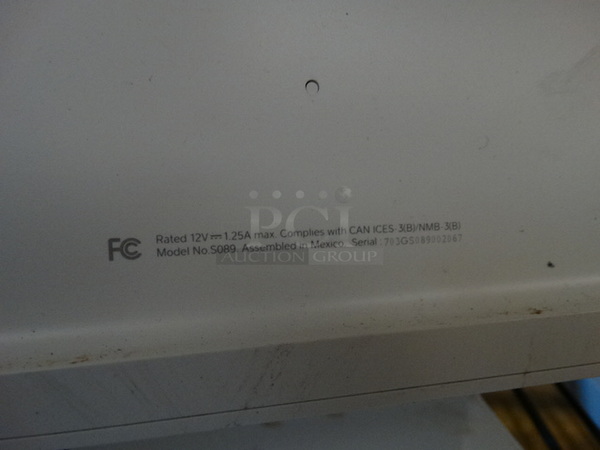 PCI
AUCTION GROUP
FC Rated 12V⎓1.25A max. Complies with CAN ICES-3(B)/NMB-3(B)
Model No.S089. Assembled in Mexico. Serial: